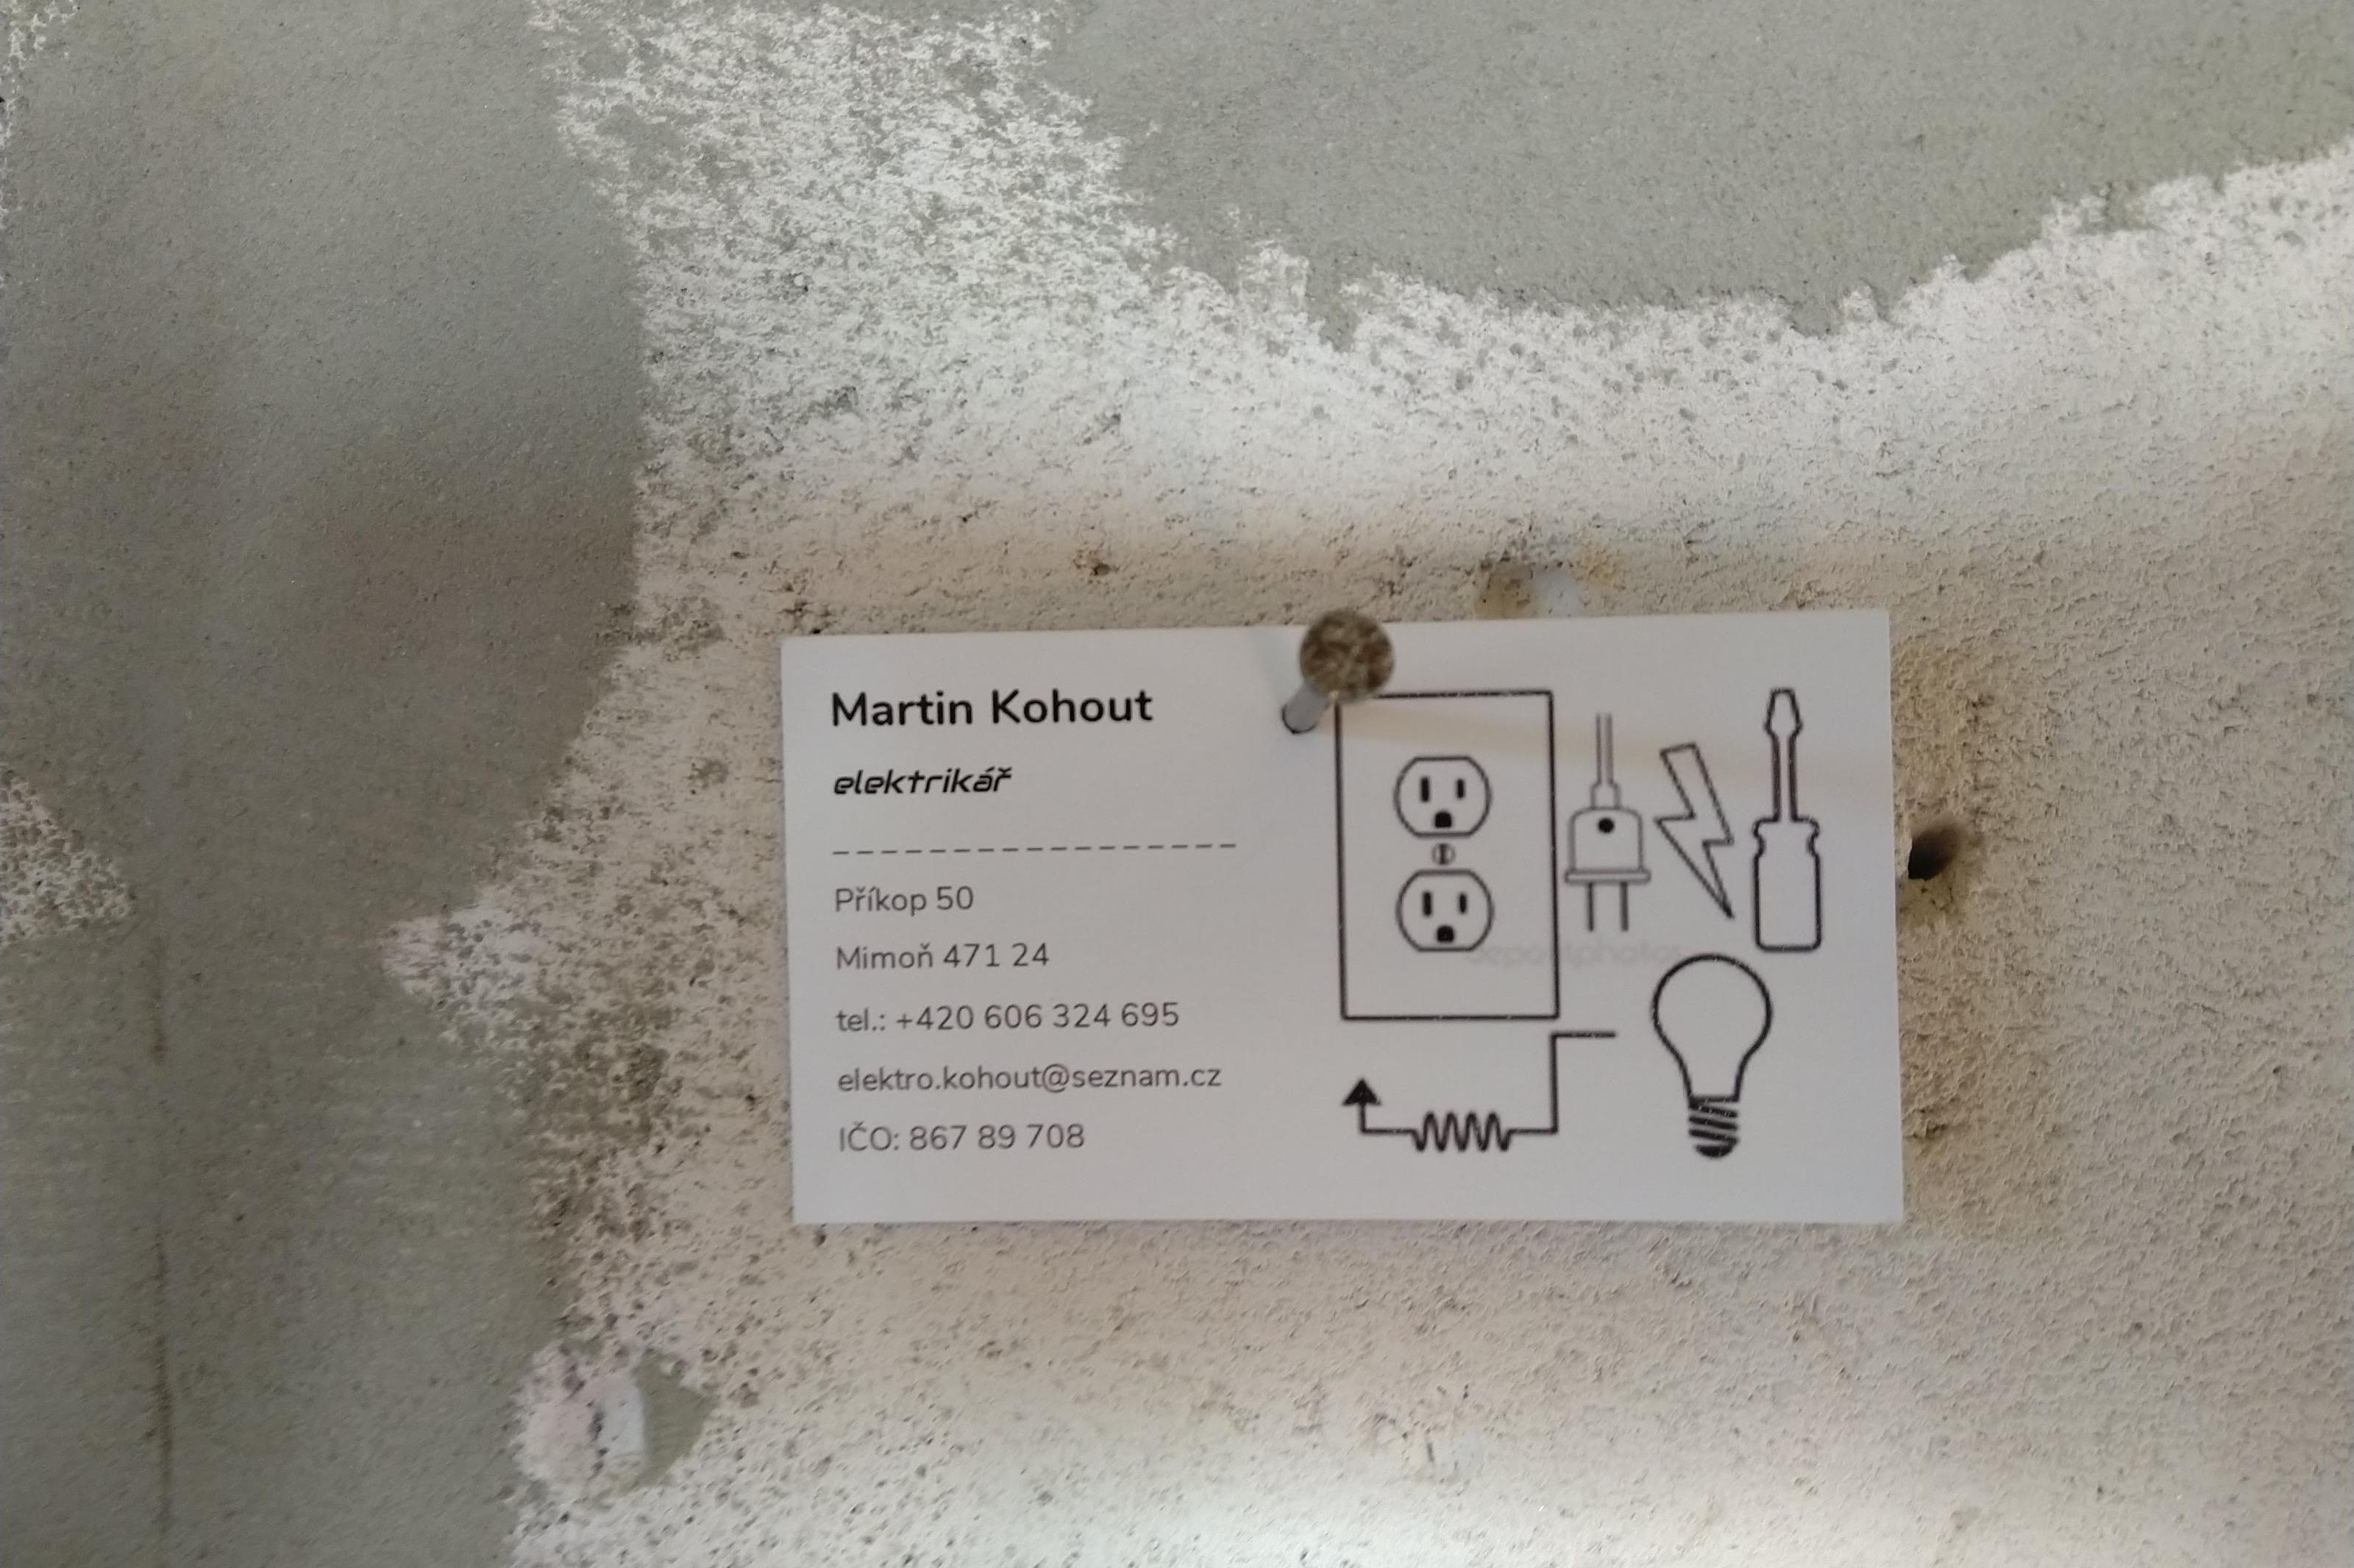 Martin Kohout
elektrikář
Příkop 50
Mimoň 471 24
tel.: +420 606 324 695
elektro.kohout@seznam.cz
IČO: 867 89 708